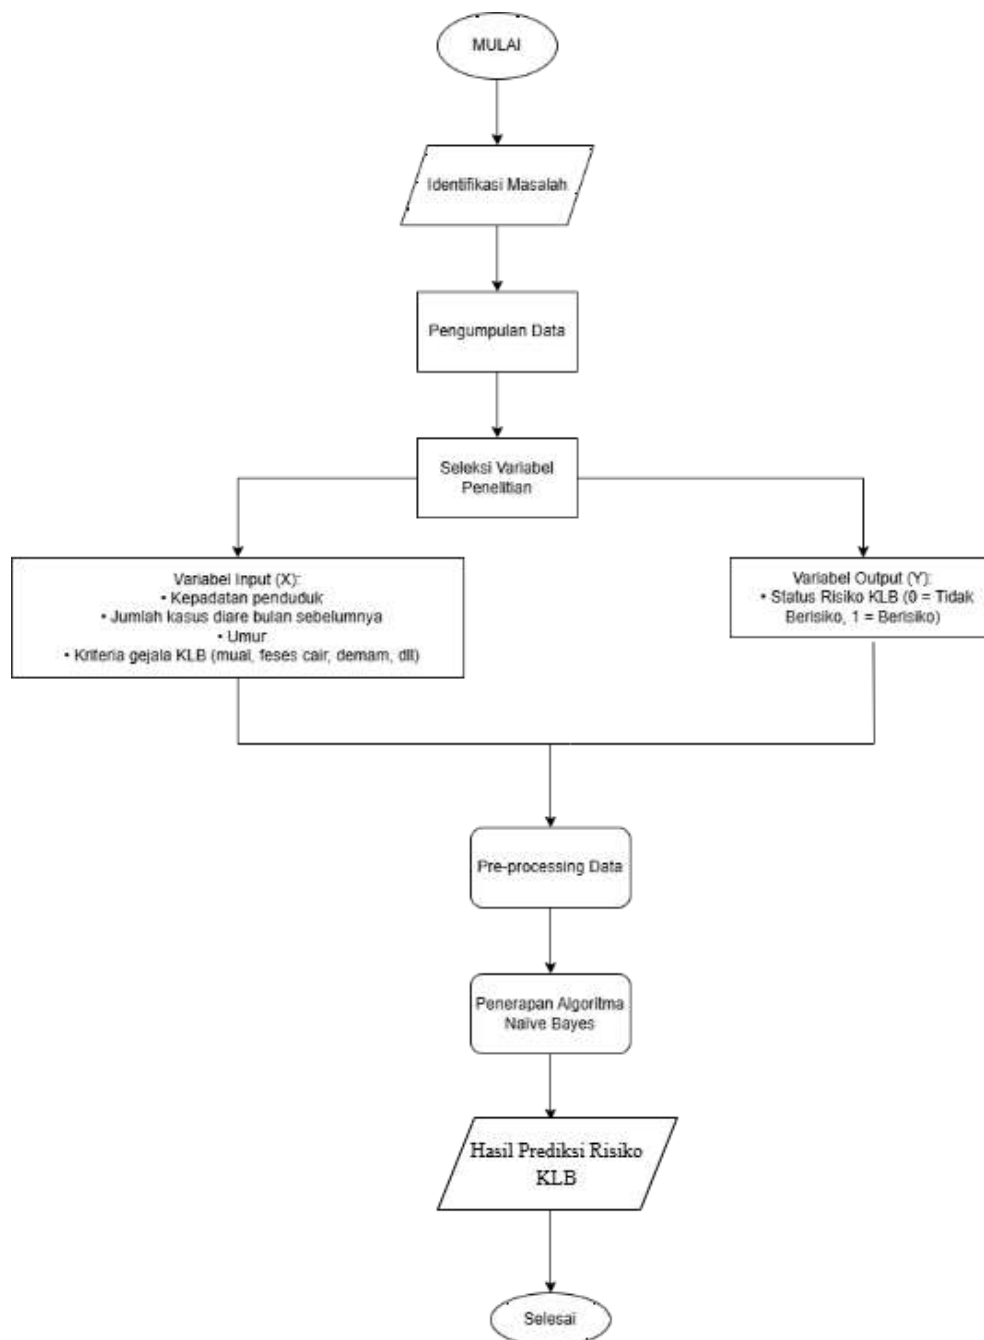 MULAI
Identifikasi Masalah
Pengumpulan Data
Seleksi Variabel
Penelitian
Variabel Input (X):
• Kepadatan penduduk
• Jumlah kasus diare bulan sebelumnya
• Umur
• Kriteria gejala KLB (mual, feses cair, demam, dll)
Variabel Output (Y):
• Status Risiko KLB (0 = Tidak
Berisiko, 1 = Berisiko)
Pre-processing Data
Penerapan Algoritma
Naïve Bayes
Hasil Prediksi Risiko
KLB
Selesai